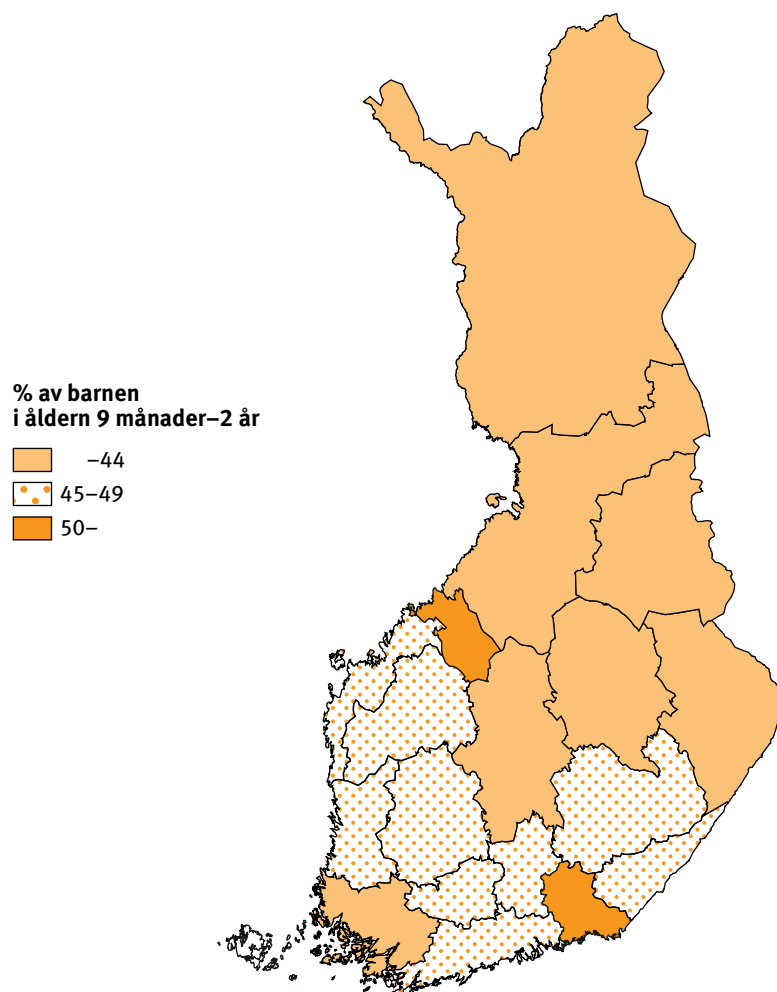 % av barnen
i åldern 9 månader–2 år
–44
45–49
50–